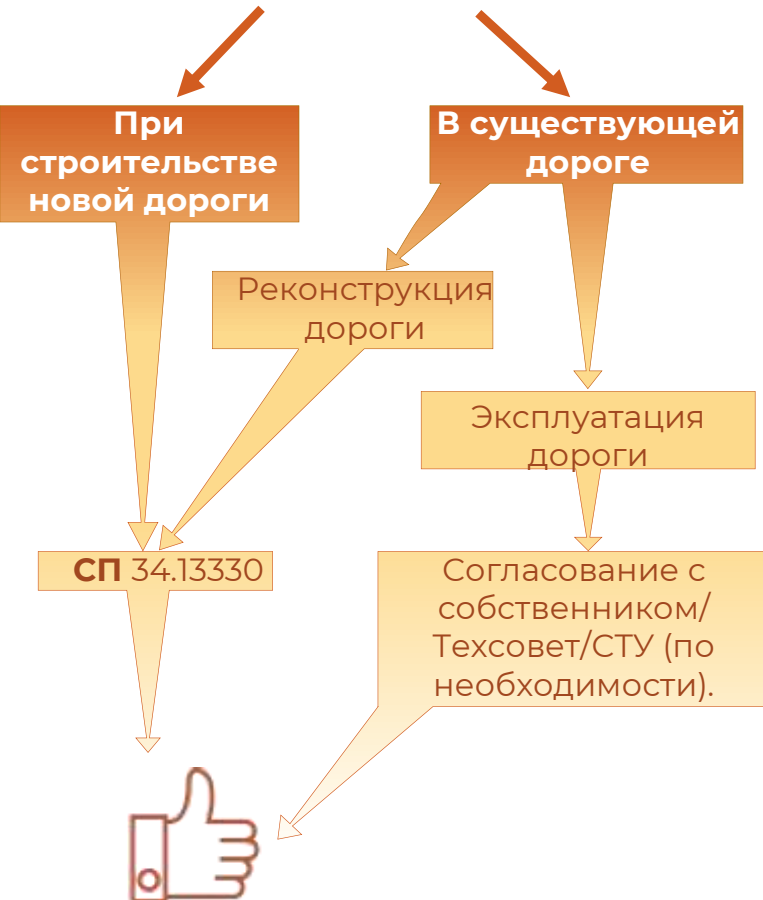 При
строительстве
новой дороги
В существующей
дороге
Реконструкция
дороги
Эксплуатация
дороги
СП 34.13330
Согласование с
собственником/
Техсовет/СТУ (по
необходимости).